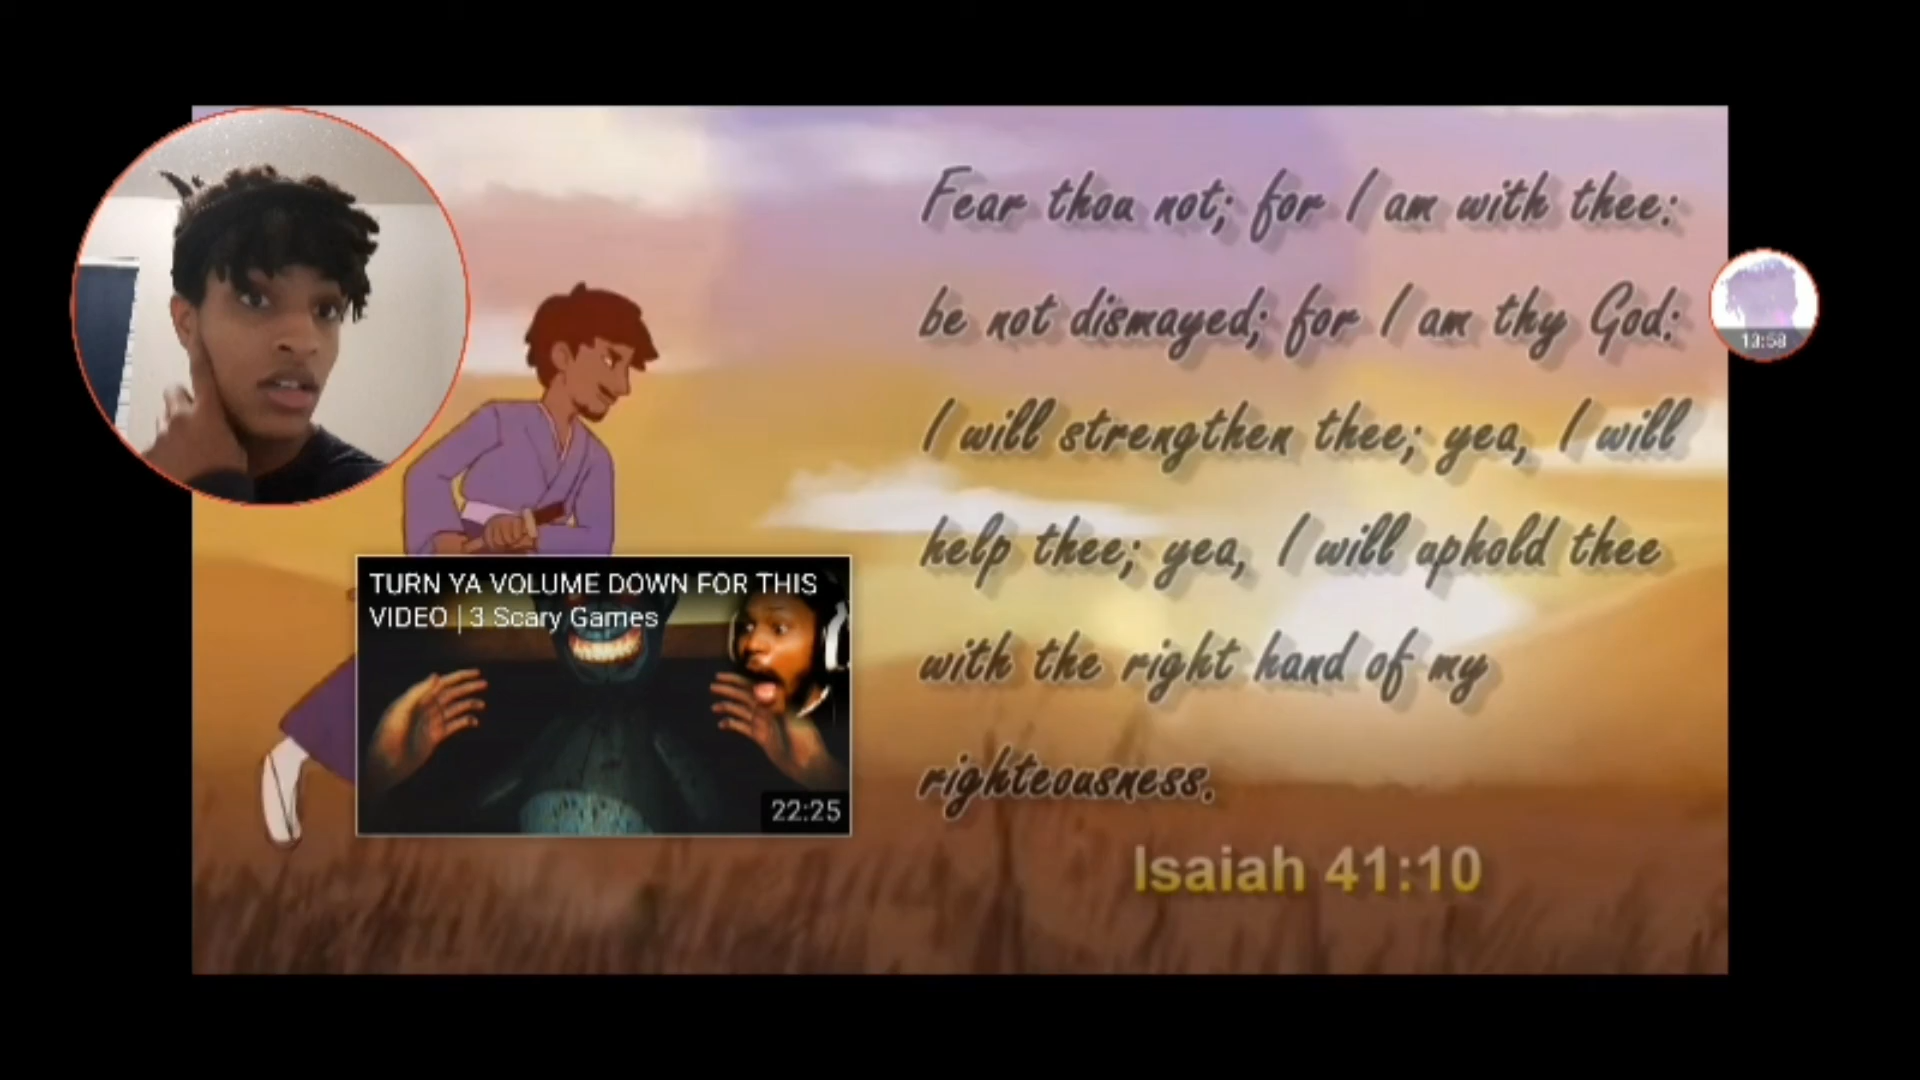 Fear thou not; for I am with thee:
be not dismayed; for I am thy God:
I will strengthen thee; yea, I will
help thee; yea, I will uphold thee
with the right hand of my
righteousness.
Isaiah 41:10
TURN YA VOLUME DOWN FOR THIS
VIDEO | 3 Scary Games
22:25
13:58